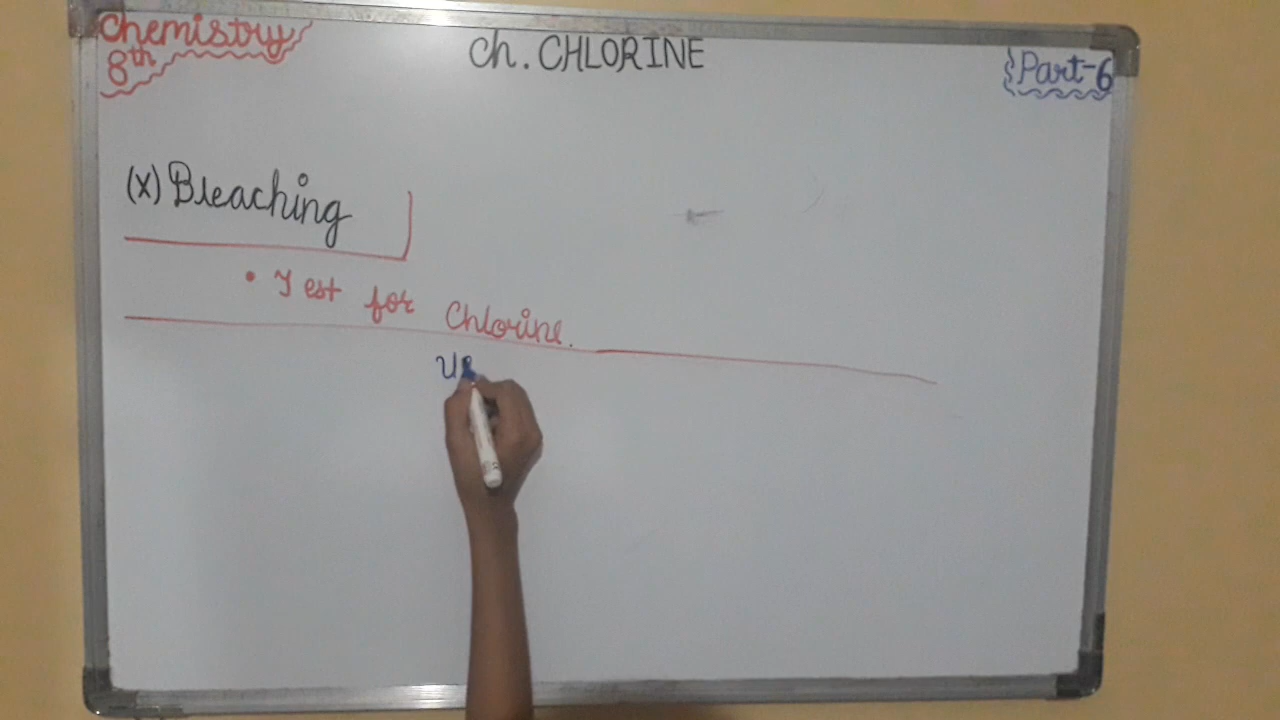 Chemistry
8th
Ch. CHLORINE
Part-6
(x) Bleaching
• Test for Chlorine.